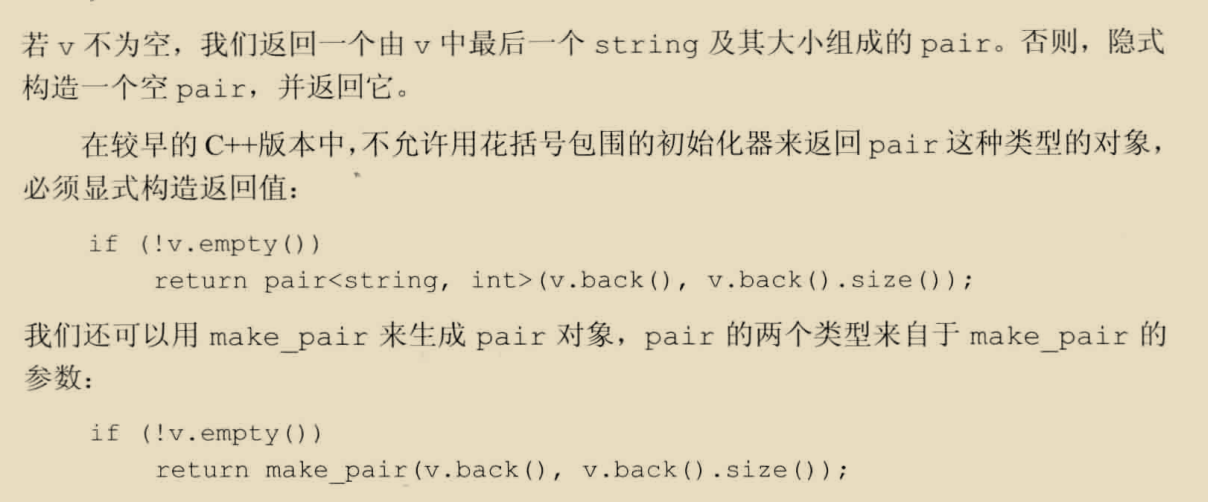 若 v 不为空，我们返回一个由 v 中最后一个 string 及其大小组成的 pair。否则，隐式
构造一个空 pair，并返回它。
在较早的 C++版本中，不允许用花括号包围的初始化器来返回 pair 这种类型的对象，
必须显式构造返回值：
if (!v.empty())
return pair<string, int>(v.back(), v.back().size());
我们还可以用 make_pair 来生成 pair 对象，pair 的两个类型来自于 make_pair 的
参数：
if (!v.empty())
return make_pair(v.back(), v.back().size());